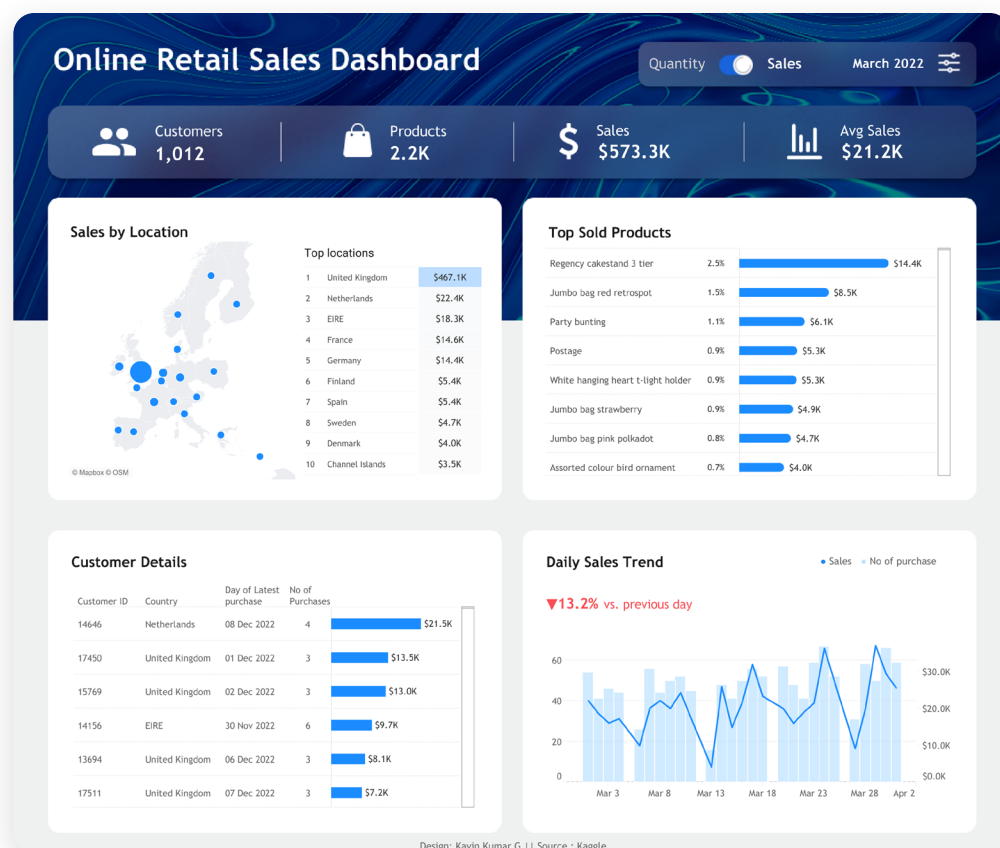 Online Retail Sales Dashboard
Quantity Sales March 2022
Customers
1,012
Products
2.2K
Sales
$573.3K
Avg Sales
$21.2K
Sales by Location
Top locations
1 United Kingdom $467.1K
2 Netherlands $22.4K
3 EIRE $18.3K
4 France $14.6K
5 Germany $14.4K
6 Finland $5.4K
7 Spain $5.4K
8 Sweden $4.7K
9 Denmark $4.0K
10 Channel Islands $3.5K
© Mapbox © OSM
Top Sold Products
Regency cakestand 3 tier 2.5% $14.4K
Jumbo bag red retrospot 1.5% $8.5K
Party bunting 1.1% $6.1K
Postage 0.9% $5.3K
White hanging heart t-light holder 0.9% $5.3K
Jumbo bag strawberry 0.9% $4.9K
Jumbo bag pink polkadot 0.8% $4.7K
Assorted colour bird ornament 0.7% $4.0K
Customer Details
Customer ID Country Day of Latest purchase No of Purchases
14646 Netherlands 08 Dec 2022 4 $21.5K
17450 United Kingdom 01 Dec 2022 3 $13.5K
15769 United Kingdom 02 Dec 2022 3 $13.0K
14156 EIRE 30 Nov 2022 6 $9.7K
13694 United Kingdom 06 Dec 2022 3 $8.1K
17511 United Kingdom 07 Dec 2022 3 $7.2K
Daily Sales Trend
Sales No of purchase
▼13.2% vs. previous day
60
40
20
0
$30.0K
$20.0K
$10.0K
$0.0K
Mar 3 Mar 8 Mar 13 Mar 18 Mar 23 Mar 28 Apr 2
Design: Kavin Kumar G || Source : Kaggle